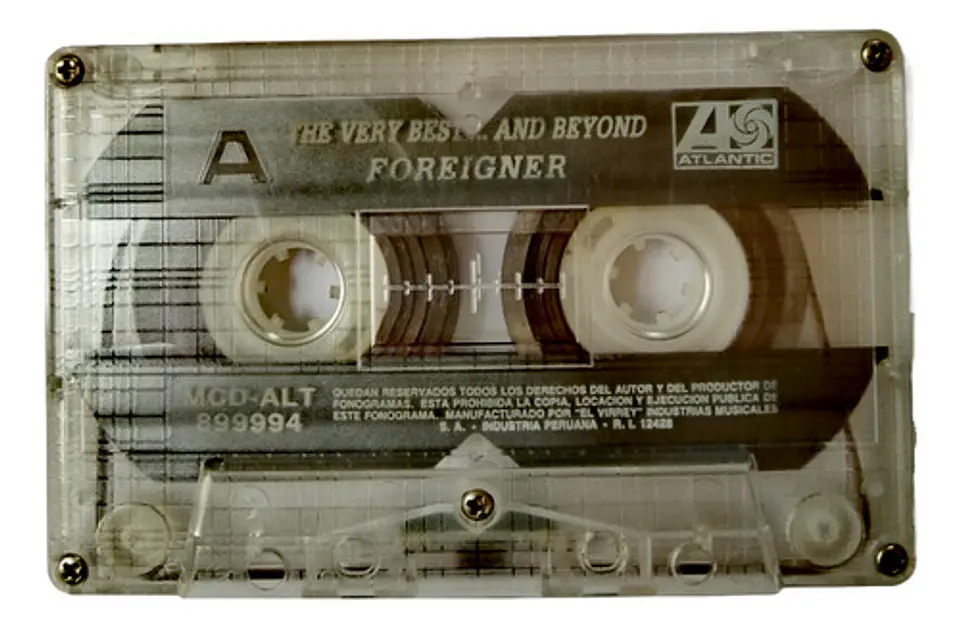 A
THE VERY BEST... AND BEYOND
FOREIGNER
ATLANTIC
MCD-ALT
899994
QUEDAN RESERVADOS TODOS LOS DERECHOS DEL AUTOR Y DEL PRODUCTOR DE
FONOGRAMAS. ESTA PROHIBIDA LA COPIA, LOCACION Y EJECUCION PUBLICA DE
ESTE FONOGRAMA. MANUFACTURADO POR "EL VIRREY" INDUSTRIAS MUSICALES
S. A. • INDUSTRIA PERUANA • R. I. 12428